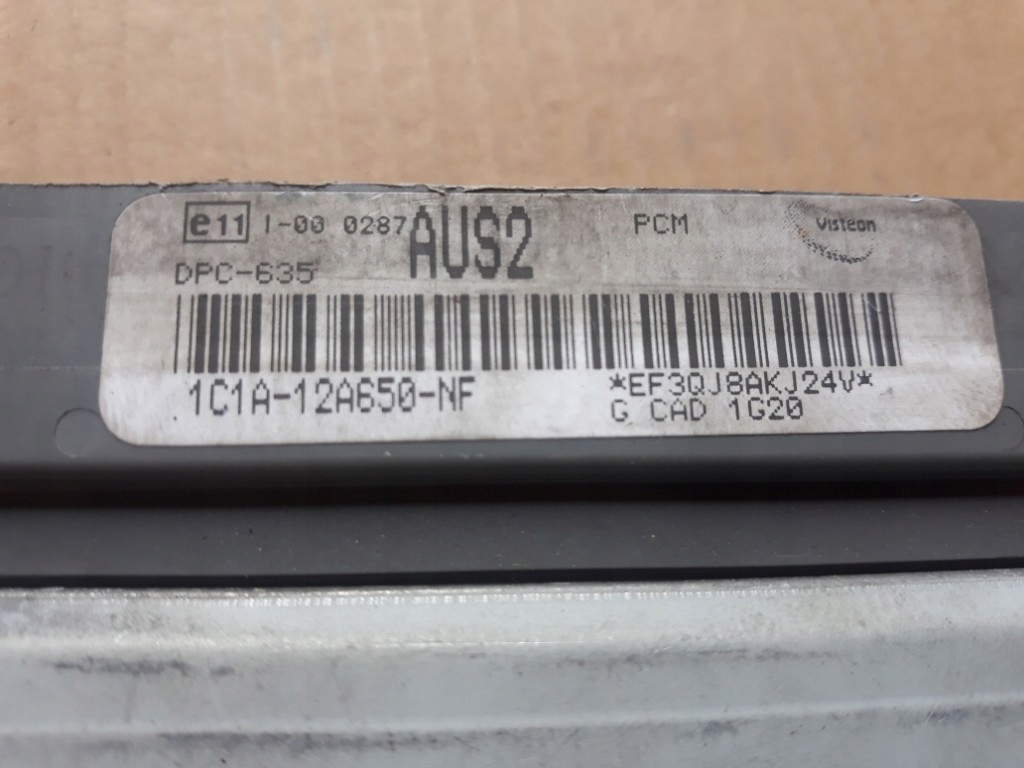 e11 I-00 0287 AUS2 PCM Visteon
DPC-635
1C1A-12A650-NF *EF3QJ8AKJ24V*
G CAD 1G20